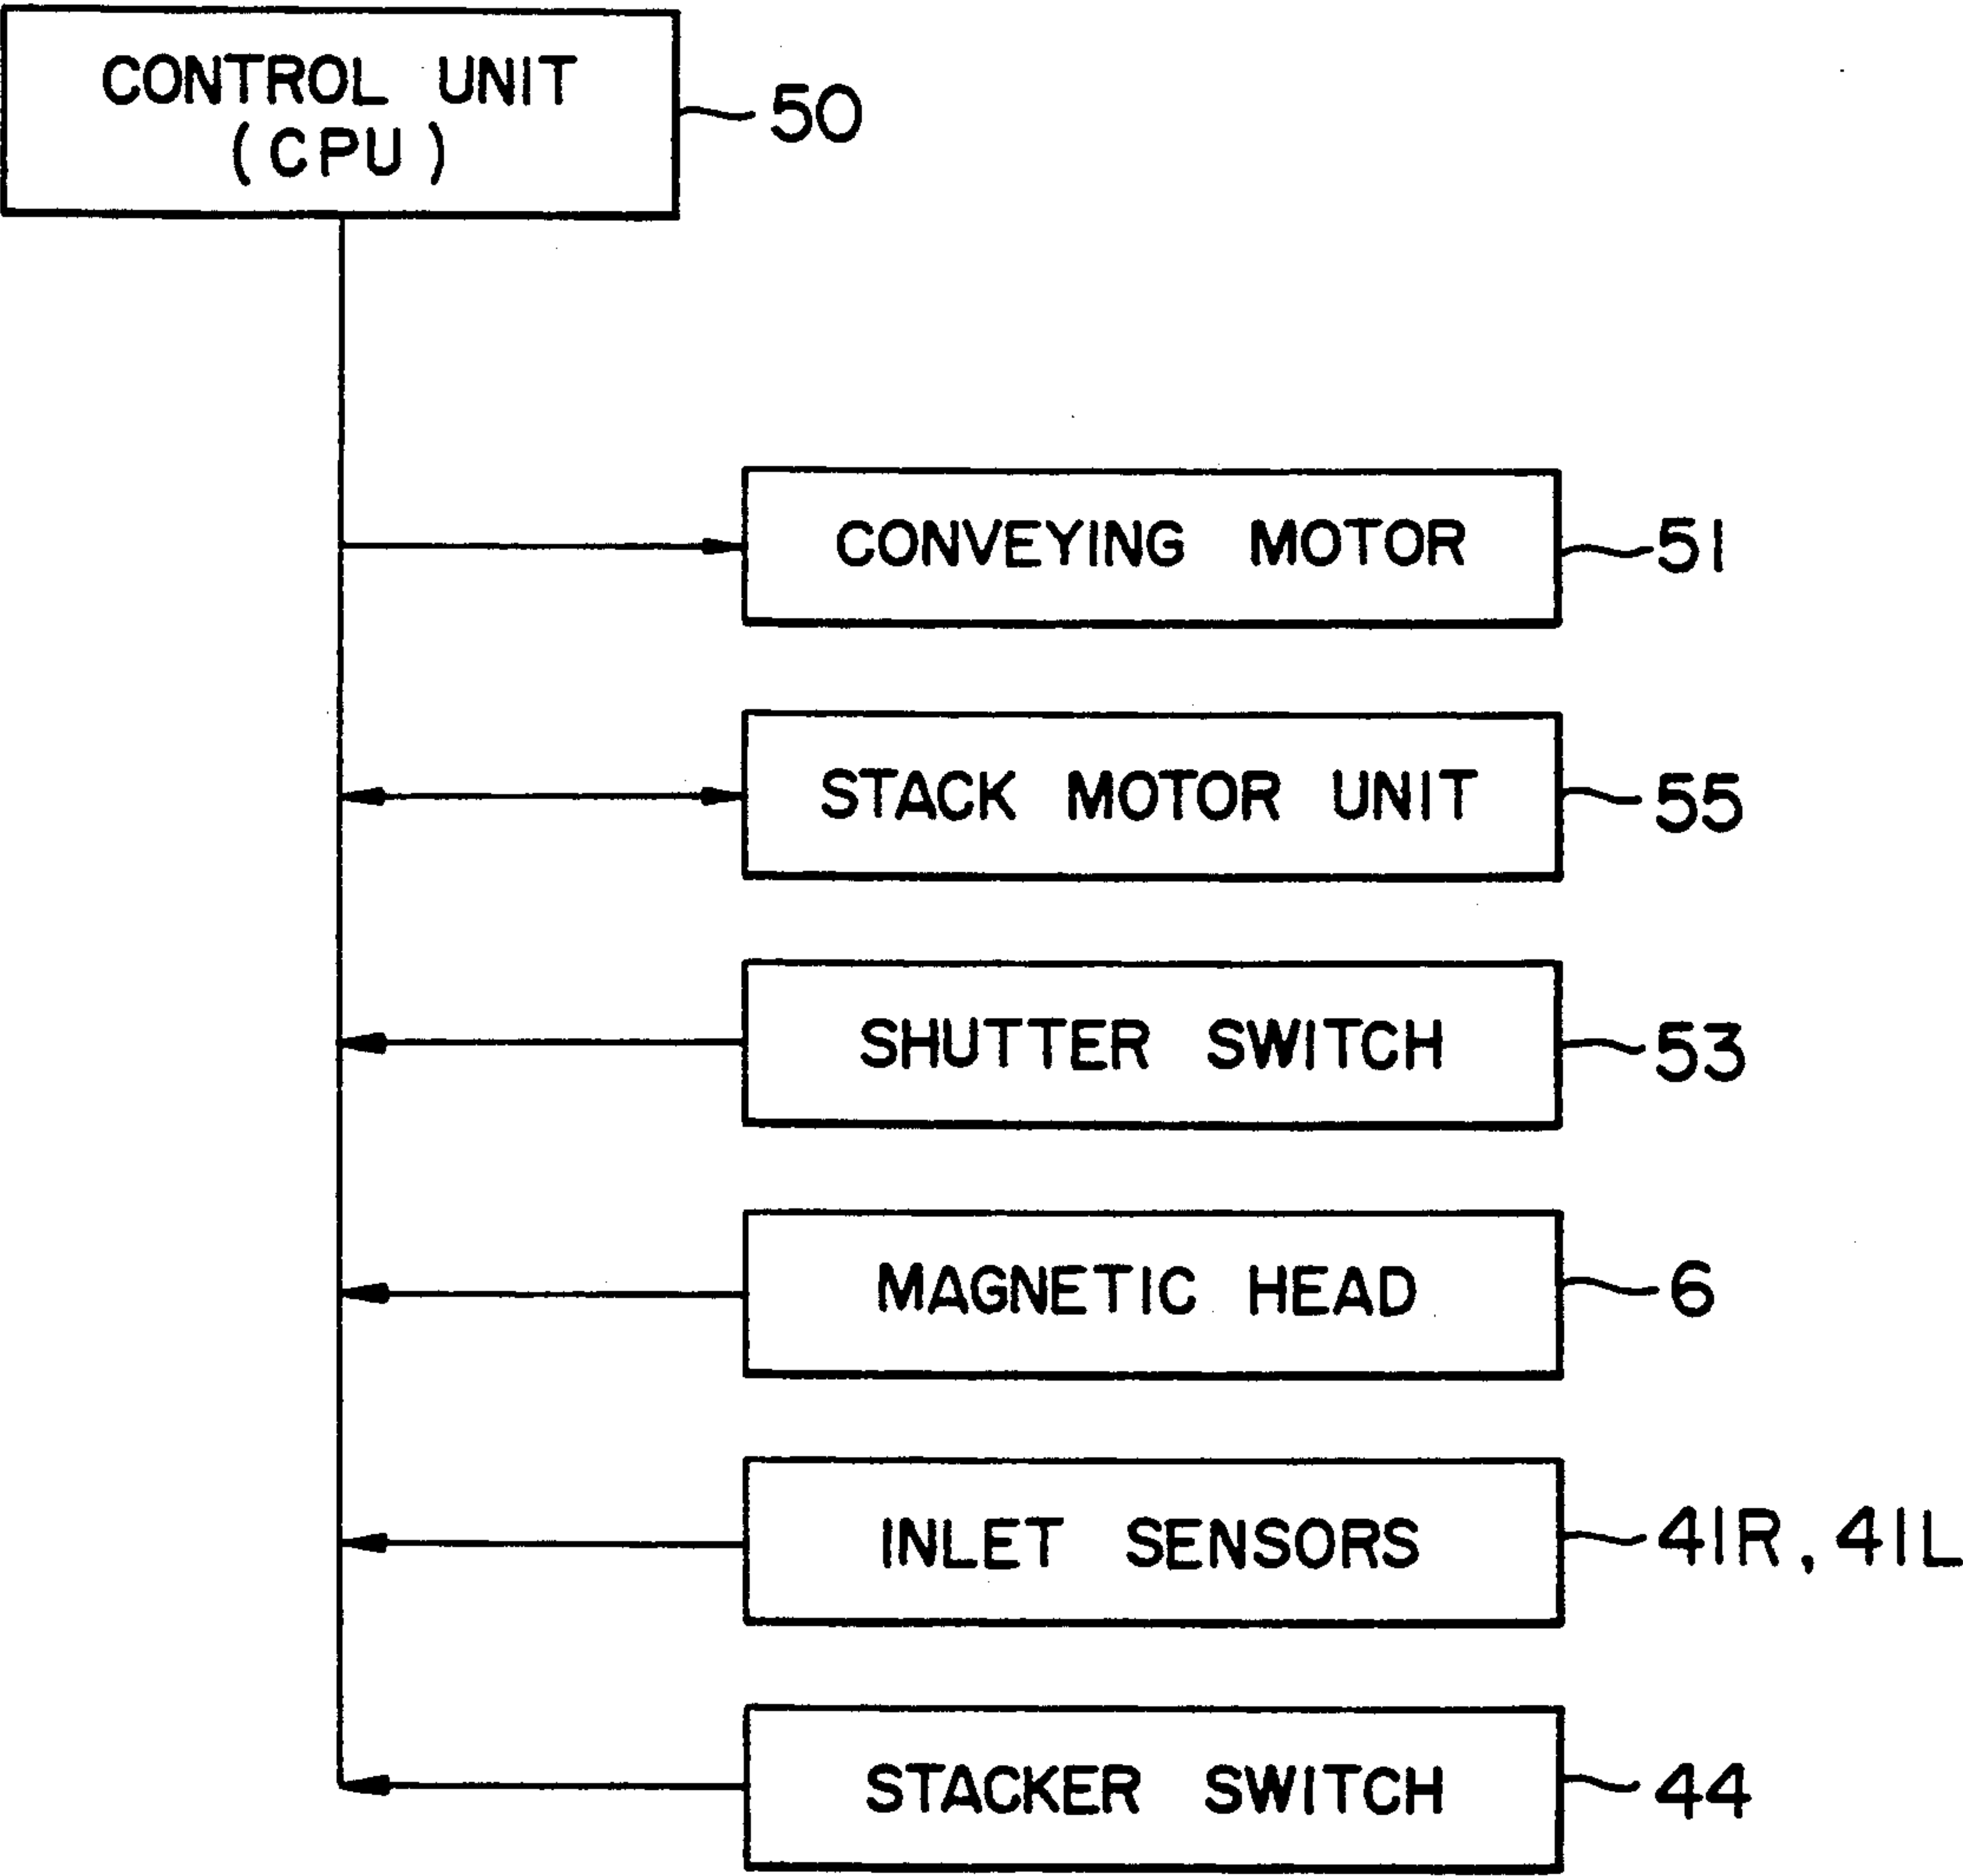 CONTROL UNIT
(CPU)
50
CONVEYING MOTOR
51
STACK MOTOR UNIT
55
SHUTTER SWITCH
53
MAGNETIC HEAD
6
INLET SENSORS
41R, 41L
STACKER SWITCH
44